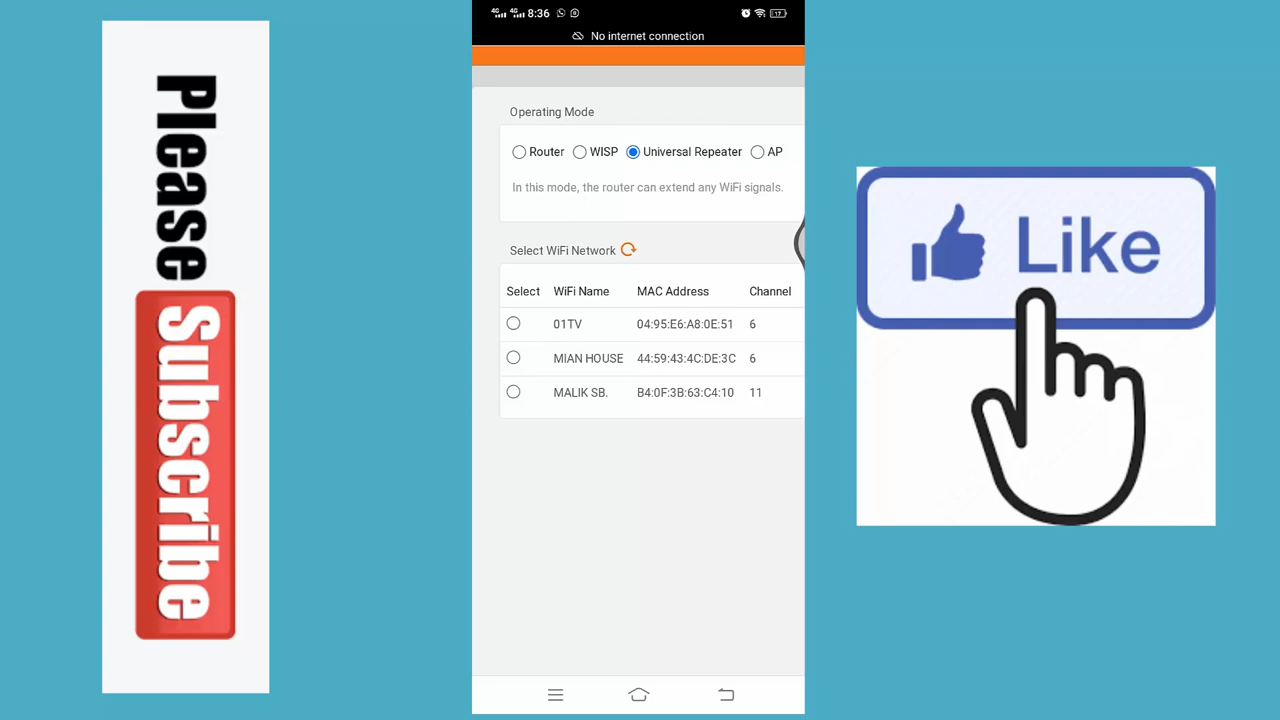 Please
Subscribe
4G 4G 8:36 17
No internet connection
Operating Mode
Router WISP Universal Repeater AP
In this mode, the router can extend any WiFi signals.
Select WiFi Network
Select WiFi Name MAC Address Channel
01TV 04:95:E6:A8:0E:51 6
MIAN HOUSE 44:59:43:4C:DE:3C 6
MALIK SB. B4:0F:3B:63:C4:10 11
Like